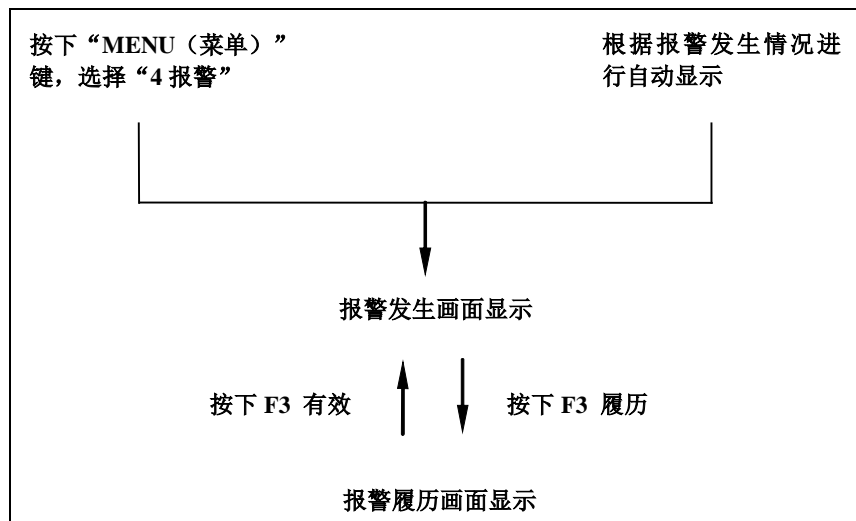 按下“MENU（菜单）”
键，选择“4 报警”
根据报警发生情况进
行自动显示
报警发生画面显示
按下 F3 有效
按下 F3 履历
报警履历画面显示